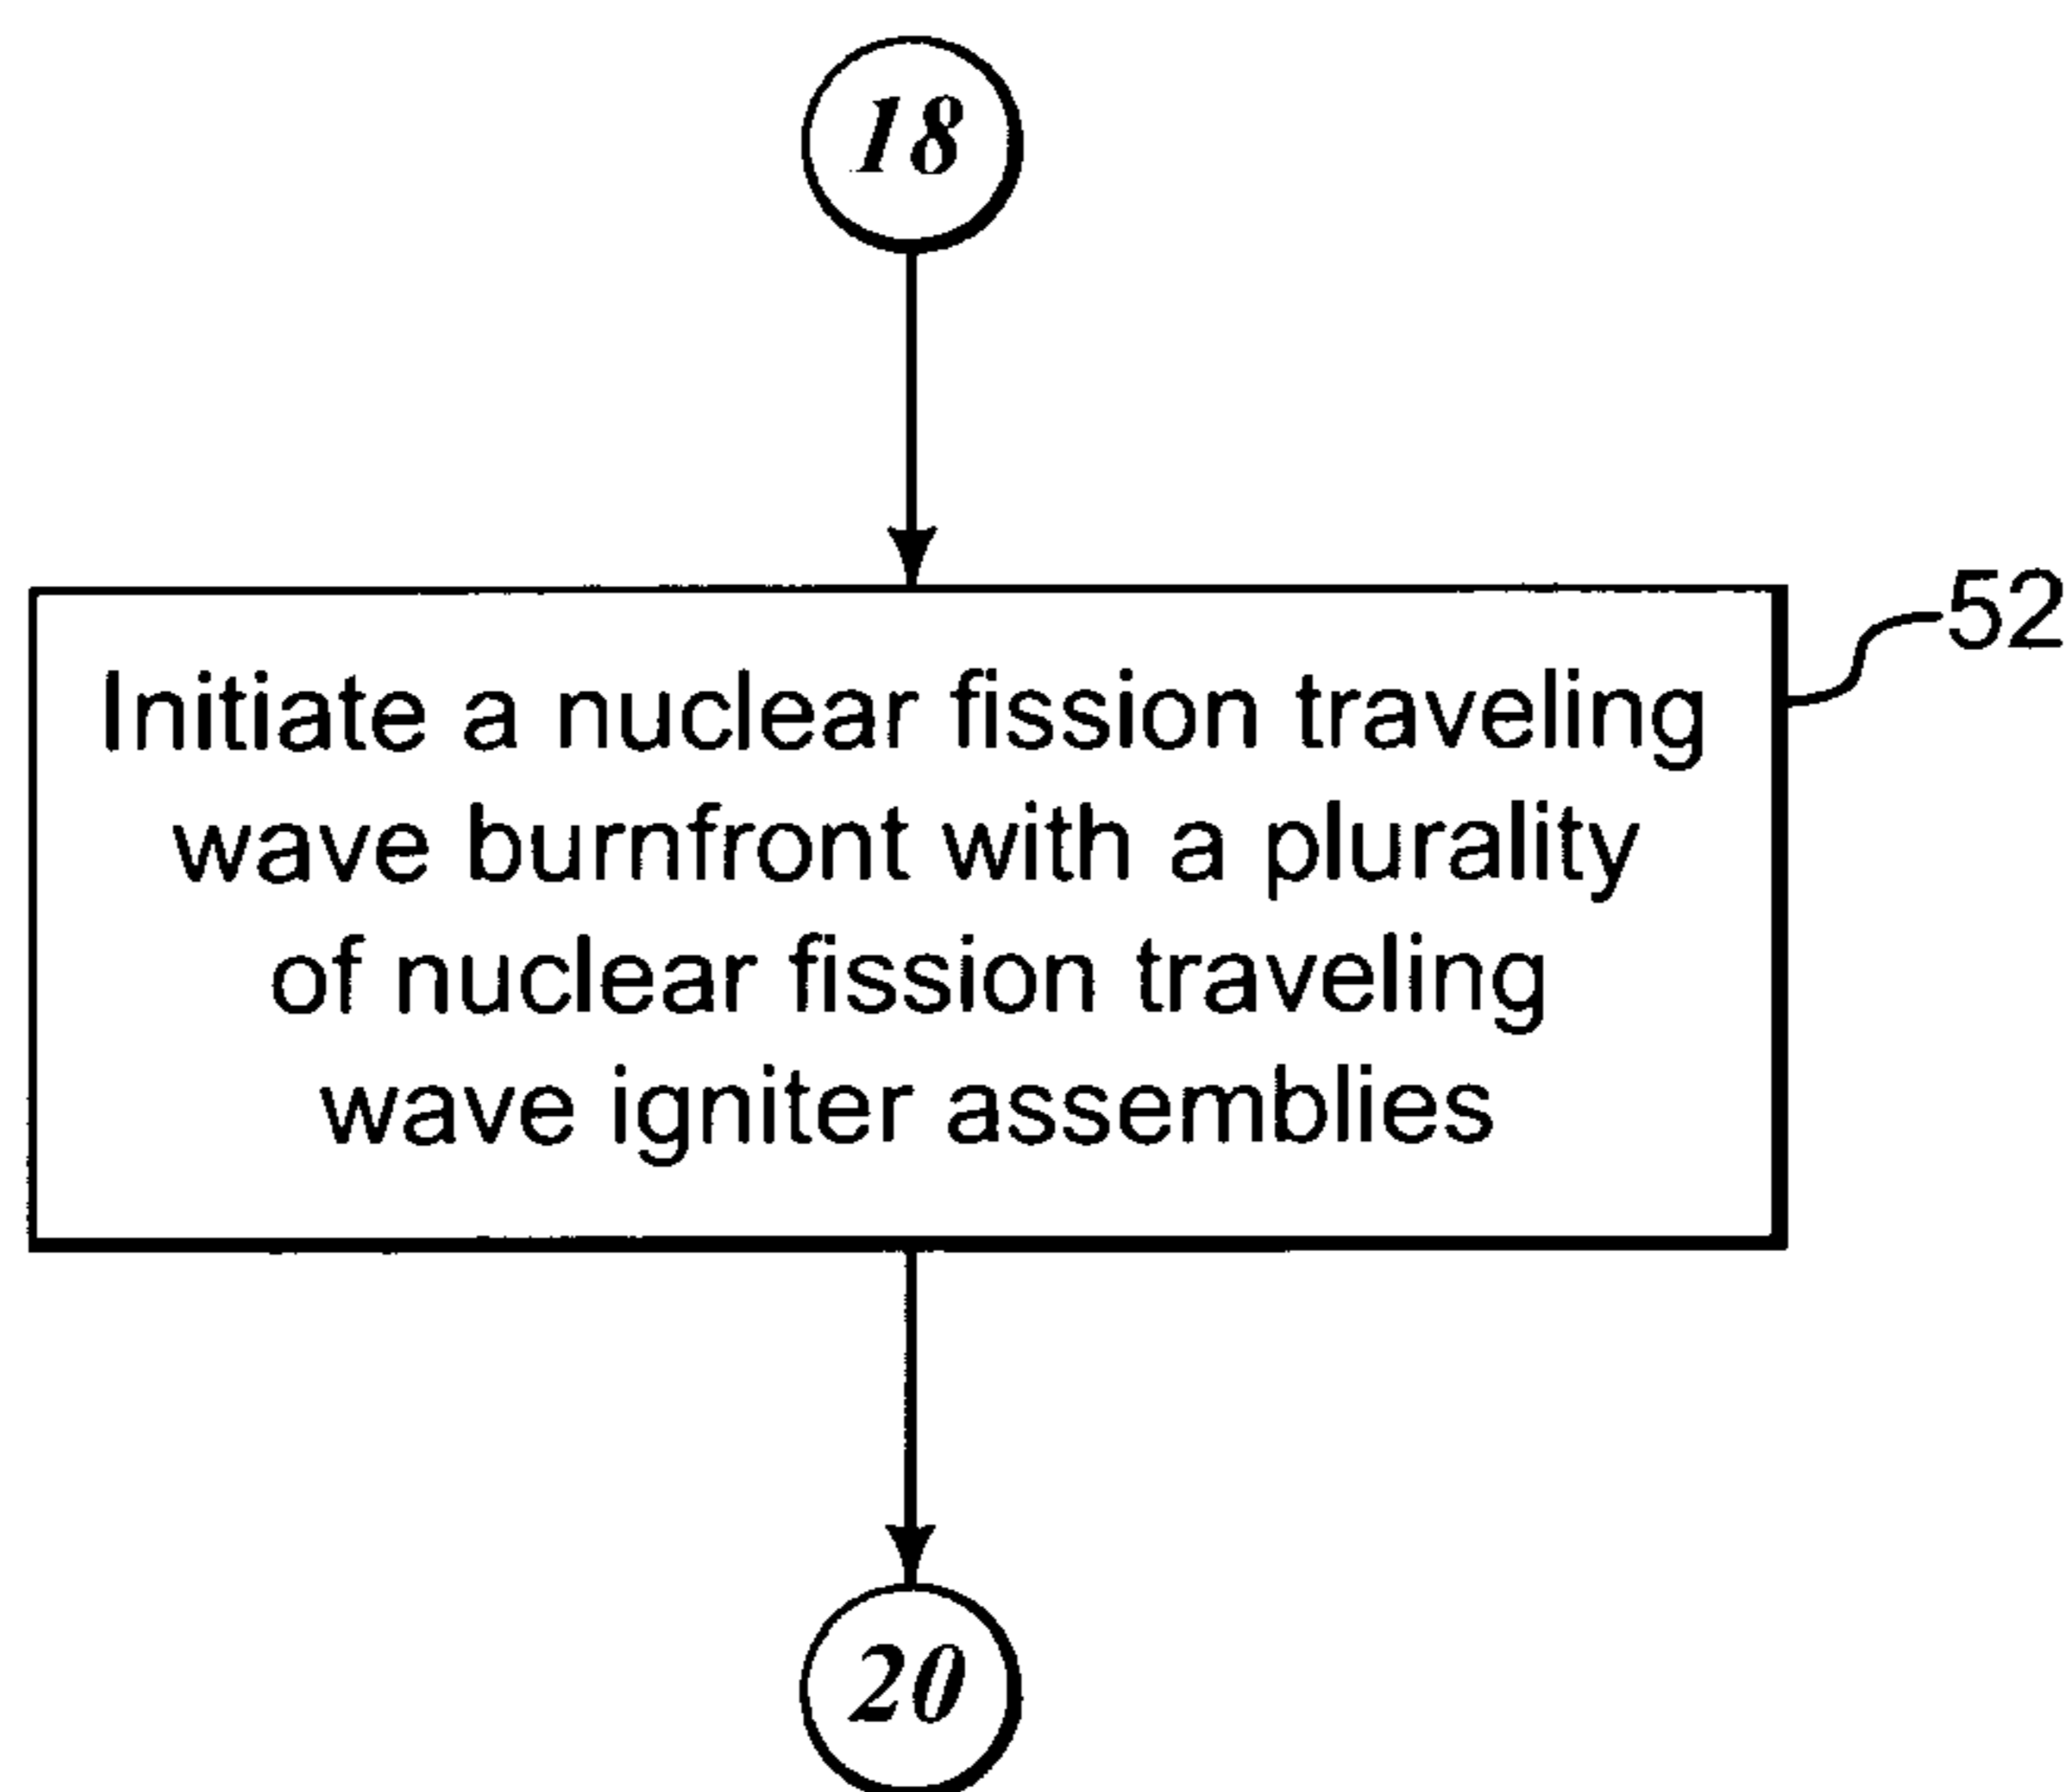 18
52
Initiate a nuclear fission traveling
wave burnfront with a plurality
of nuclear fission traveling
wave igniter assemblies
20